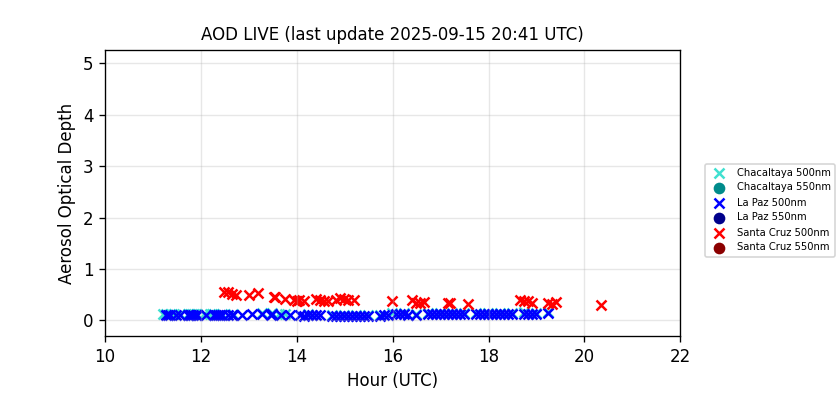 AOD LIVE (last update 2025-09-15 20:41 UTC)
Aerosol Optical Depth
5
4
3
2
1
0
10 12 14 16 18 20 22
Hour (UTC)
Chacaltaya 500nm
Chacaltaya 550nm
La Paz 500nm
La Paz 550nm
Santa Cruz 500nm
Santa Cruz 550nm